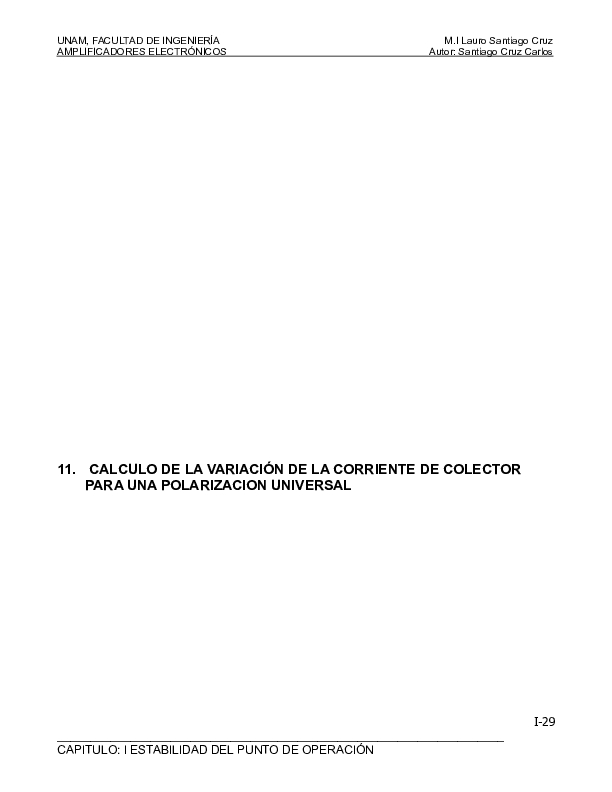 UNAM, FACULTAD DE INGENIERÍA M.I Lauro Santiago Cruz
AMPLIFICADORES ELECTRÓNICOS Autor: Santiago Cruz Carlos
11. CALCULO DE LA VARIACIÓN DE LA CORRIENTE DE COLECTOR
PARA UNA POLARIZACION UNIVERSAL
I-29
CAPITULO: I ESTABILIDAD DEL PUNTO DE OPERACIÓN